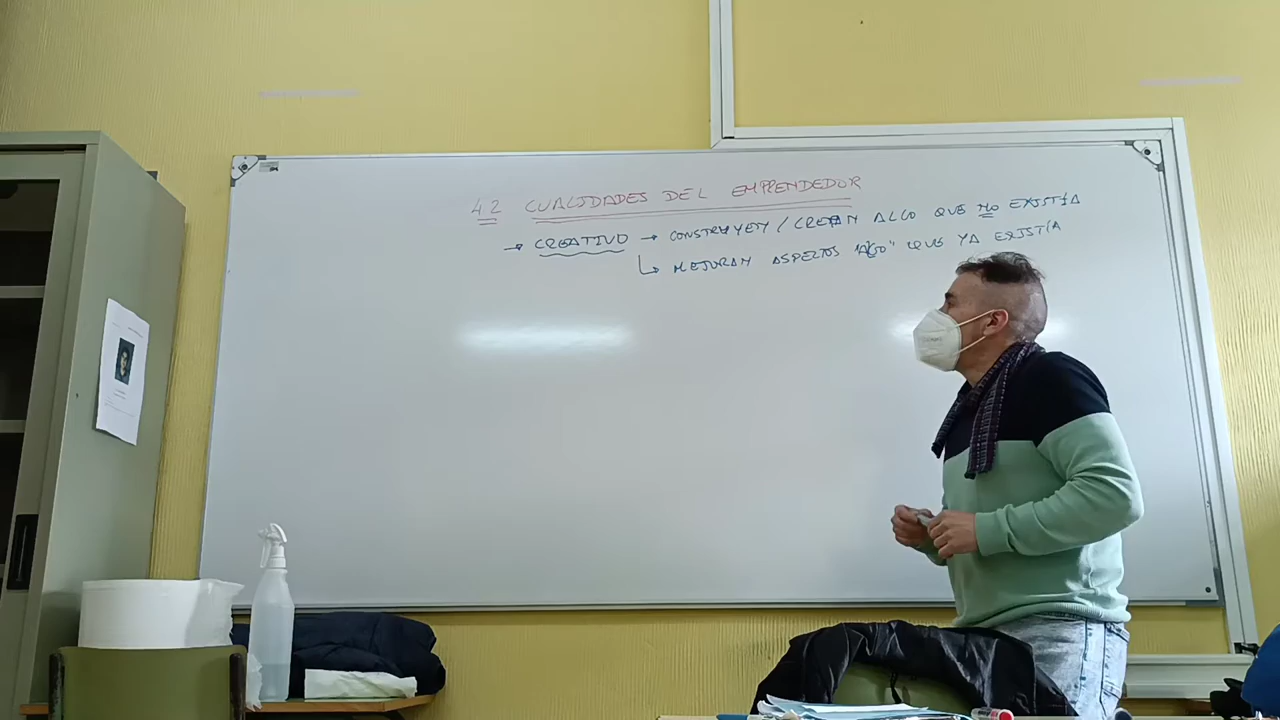 4.2 CUALIDADES DEL EMPRENDEDOR
→ CREATIVO → CONSTRUYEN / CREAN ALGO QUE NO EXISTÍA
↳ MEJORAN ASPECTOS "ALGO" QUE YA EXISTÍA